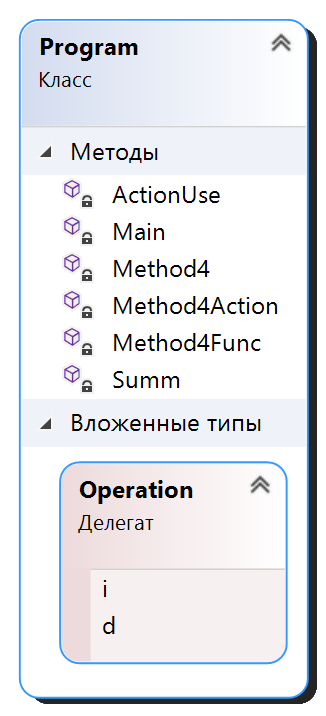 Program
Класс
Методы
ActionUse
Main
Method4
Method4Action
Method4Func
Summ
Вложенные типы
Operation
Делегат
i
d